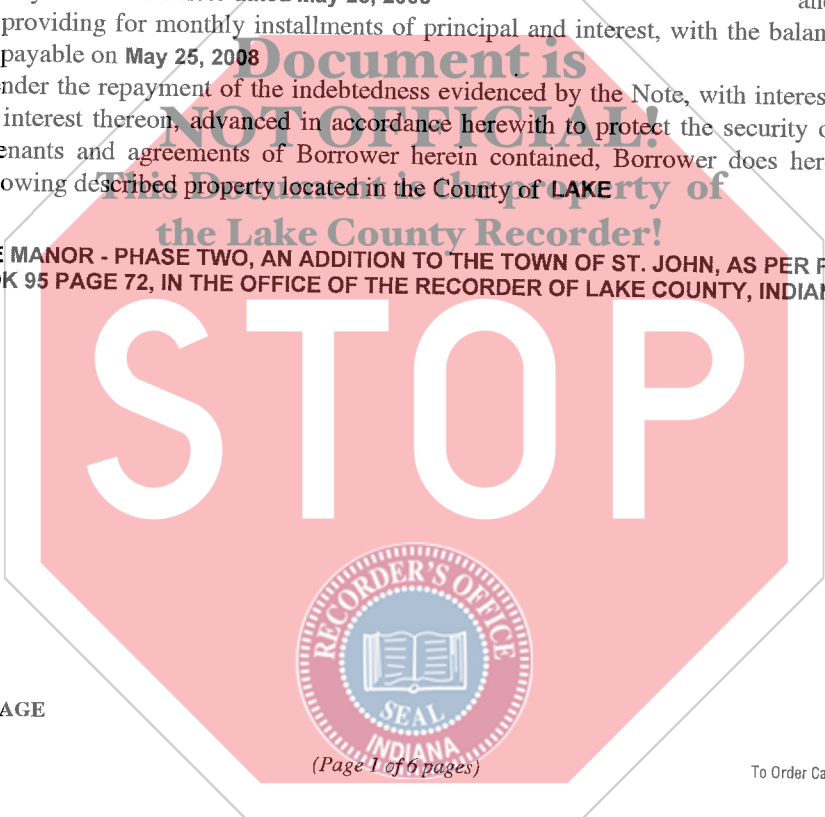 providing for monthly installments of principal and interest, with the balan
payable on May 25, 2008
Document is
nder the repayment of the indebtedness evidenced by the Note, with interes
NOT OFFICIAL!
interest thereon, advanced in accordance herewith to protect the security o
enants and agreements of Borrower herein contained, Borrower does her
This Document is the property of
owing described property located in the County of LAKE
the Lake County Recorder!
E MANOR - PHASE TWO, AN ADDITION TO THE TOWN OF ST. JOHN, AS PER P
OK 95 PAGE 72, IN THE OFFICE OF THE RECORDER OF LAKE COUNTY, INDIAN
STOP
RECORDER'S OFFICE
SEAL
INDIANA
AGE
(Page 1 of 6 pages)
To Order Ca